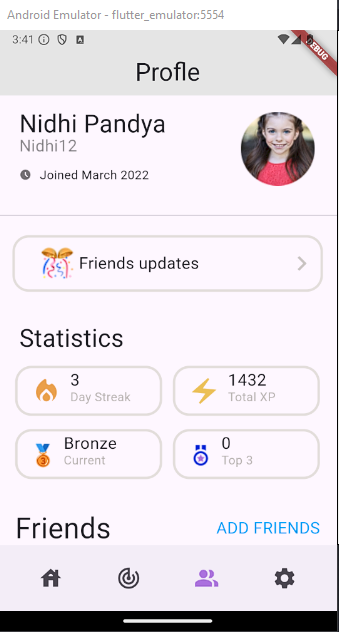 Android Emulator - flutter_emulator:5554
3:41
DEBUG
Profle
Nidhi Pandya
Nidhi12
Joined March 2022
Friends updates
Statistics
3
Day Streak
1432
Total XP
Bronze
Current
0
Top 3
Friends
ADD FRIENDS